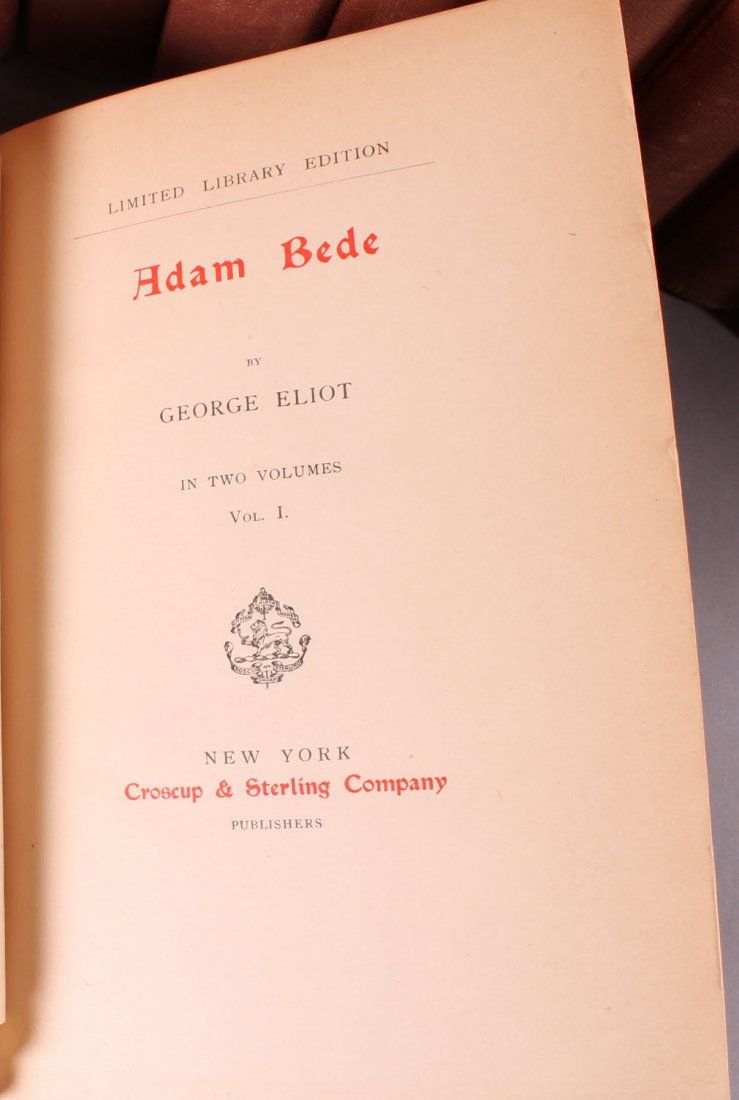 LIMITED LIBRARY EDITION
Adam Bede
BY
GEORGE ELIOT
IN TWO VOLUMES
VOL. I.
NEW YORK
Croscup & Sterling Company
PUBLISHERS